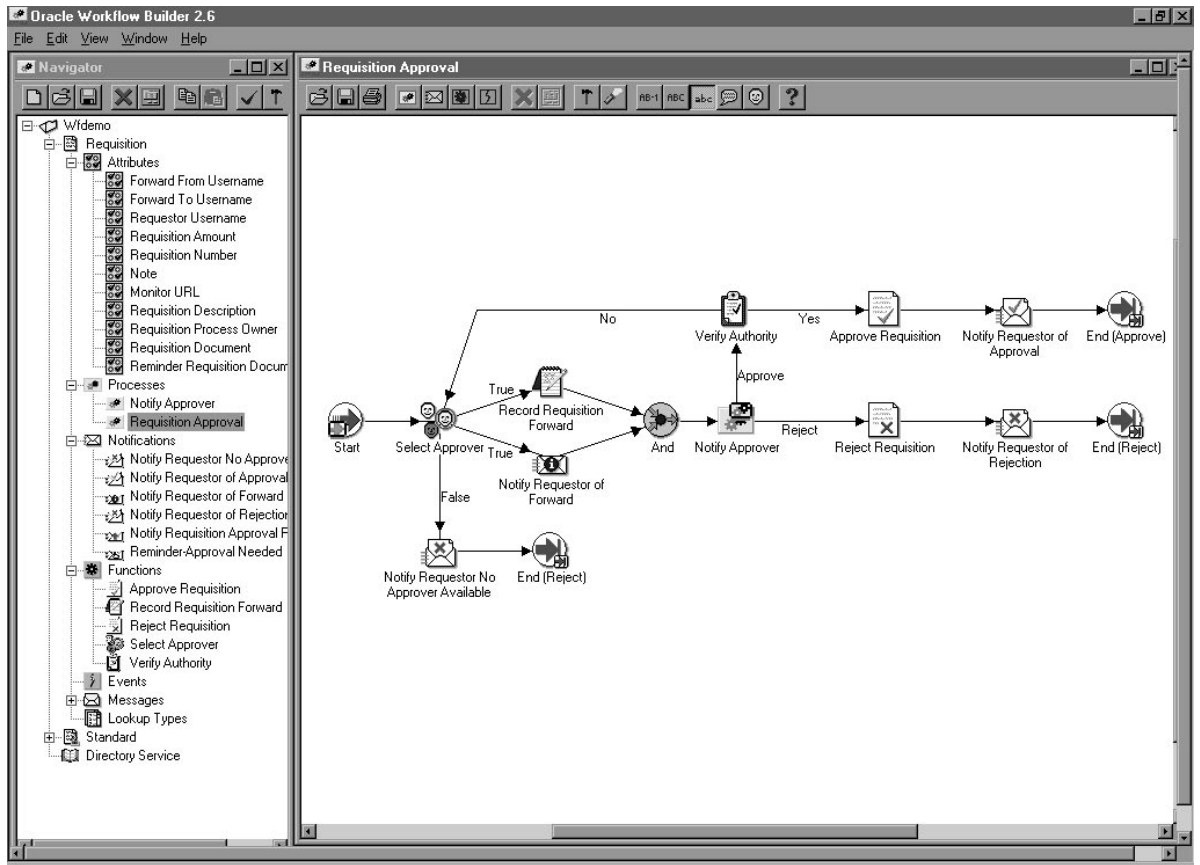 Oracle Workflow Builder 2.6
File Edit View Window Help
Navigator
Wfdemo
Requisition
Attributes
Forward From Username
Forward To Username
Requestor Username
Requisition Amount
Requisition Number
Note
Monitor URL
Requisition Description
Requisition Process Owner
Requisition Document
Reminder Requisition Docum
Processes
Notify Approver
Requisition Approval
Notifications
Notify Requestor No Approve
Notify Requestor of Approval
Notify Requestor of Forward
Notify Requestor of Rejection
Notify Requisition Approval F
Reminder-Approval Needed
Functions
Approve Requisition
Record Requisition Forward
Reject Requisition
Select Approver
Verify Authority
Events
Messages
Lookup Types
Standard
Directory Service
Requisition Approval
AB-1 ABC abc ?
No
Verify Authority
Yes
Approve Requisition
Notify Requestor of
Approval
End (Approve)
Approve
True
Record Requisition
Forward
Start
Select Approver
True
Notify Requestor of
Forward
And
Notify Approver
Reject
Reject Requisition
Notify Requestor of
Rejection
End (Reject)
False
Notify Requestor No
Approver Available
End (Reject)